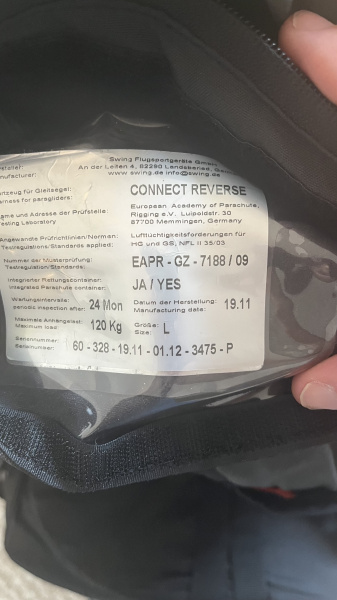 Swing Flugsportgeräte GmbH
An der Leiten 4, 82290 Landsberied,
www.swing.de info@swing.de
für Gleitsegel: CONNECT REVERSE
harness for paragliders:
European Academy of Parachute
Name und Adresse der Prüfstelle: Rigging e.V. Luipoldstr. 30
Testing Laboratory 87700 Memmingen, Germany
Angewandte Prüfrichtlinien/Normen: Lufttüchtigkeitsforderungen für
Testregulations/Standards applied: HG und GS, NFL II 35/03
Nummer der Musterprüfung: EAPR - GZ - 7188 / 09
Testregulation/Standards:
Integrierter Rettungscontainer: JA / YES
Integrated Parachute container:
Wartungsintervalle: 24 Mon Datum der Herstellung: 19.11
periodic inspection after: Manufacturing date:
Maximale Anhängelast: 120 Kg Größe: L
Maximum load: Size:
Seriennummer: 60 - 328 - 19.11 - 01.12 - 3475 - P